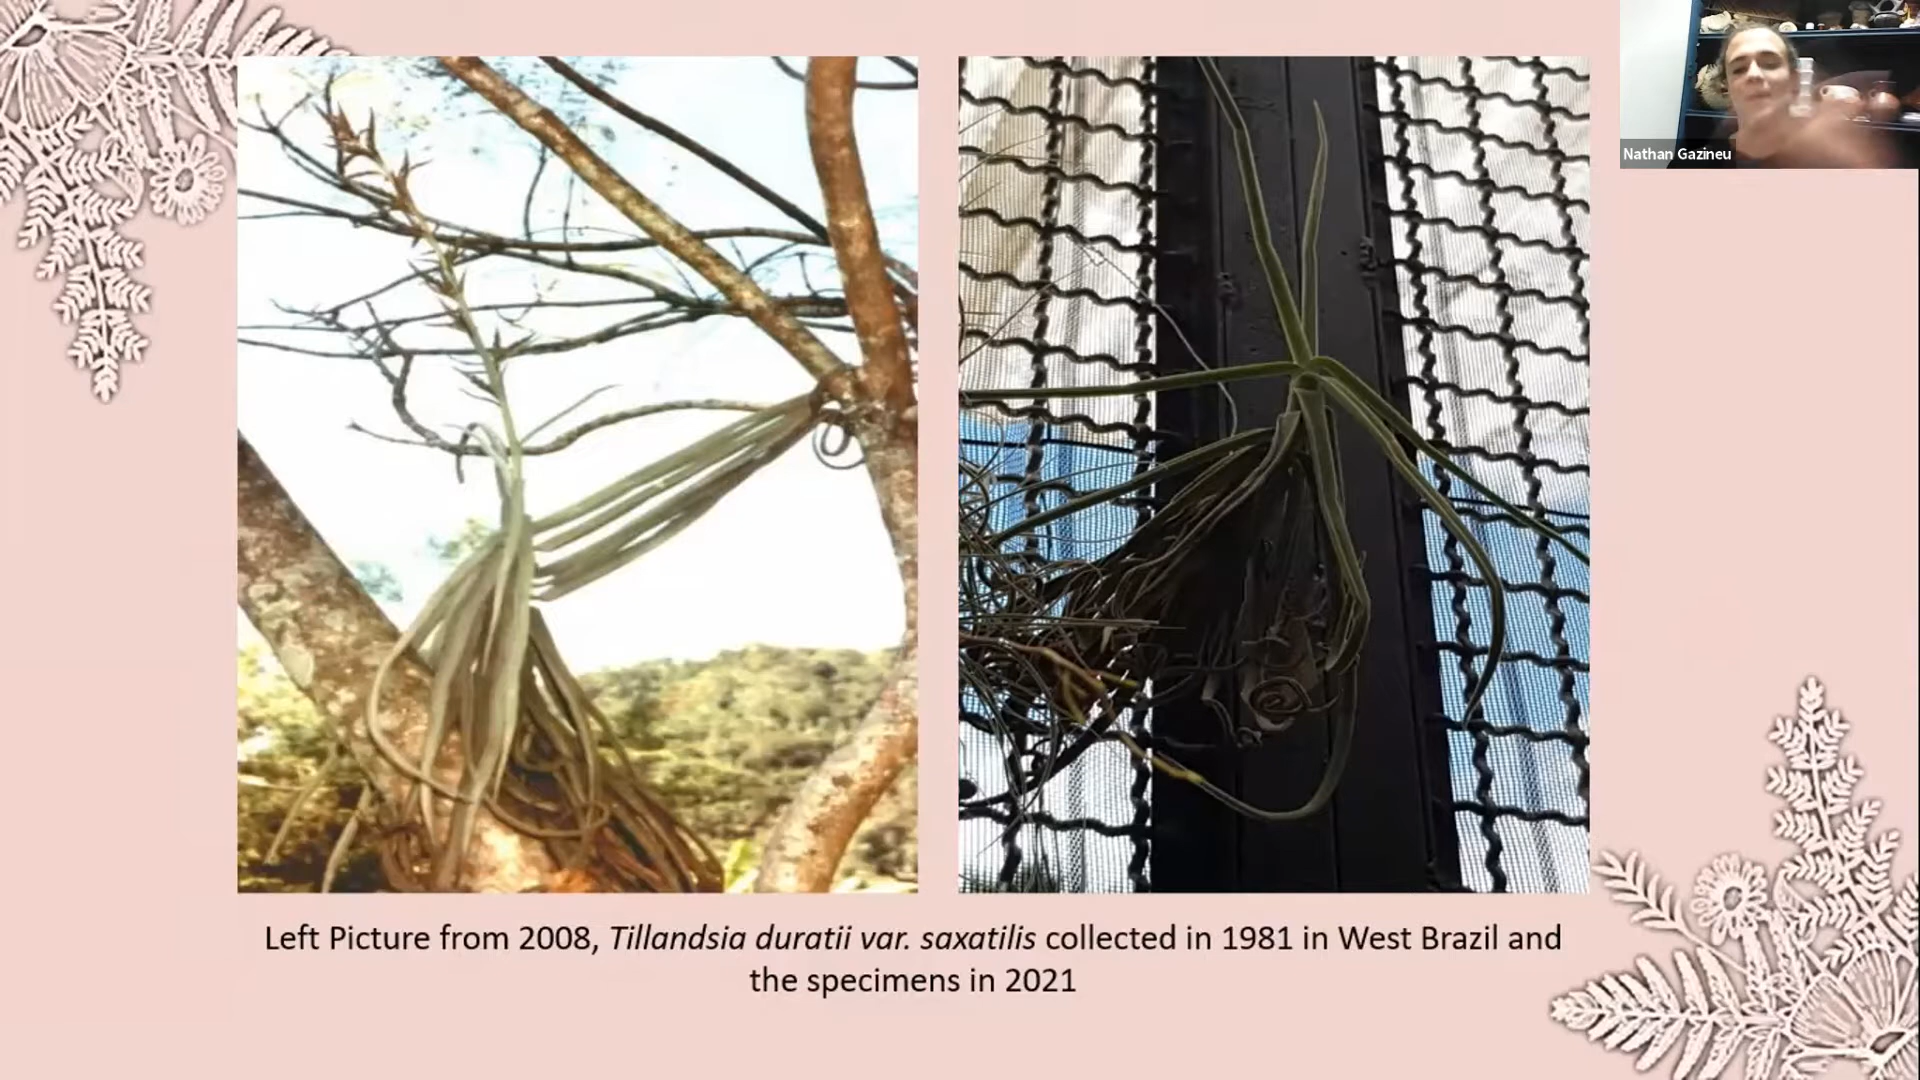 Nathan Gazineu
Left Picture from 2008, Tillandsia duratii var. saxatilis collected in 1981 in West Brazil and
the specimens in 2021